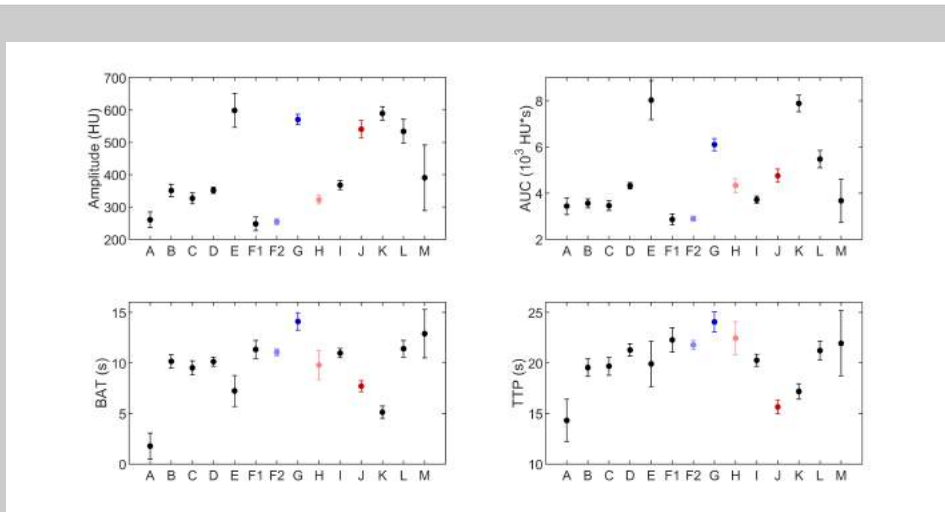 700
600
500
400
300
200
Amplitude (HU)
A B C D E F1 F2 G H I J K L M
8
6
4
2
AUC (10³ HU*s)
A B C D E F1 F2 G H I J K L M
15
10
5
0
BAT (s)
A B C D E F1 F2 G H I J K L M
25
20
15
10
TTP (s)
A B C D E F1 F2 G H I J K L M